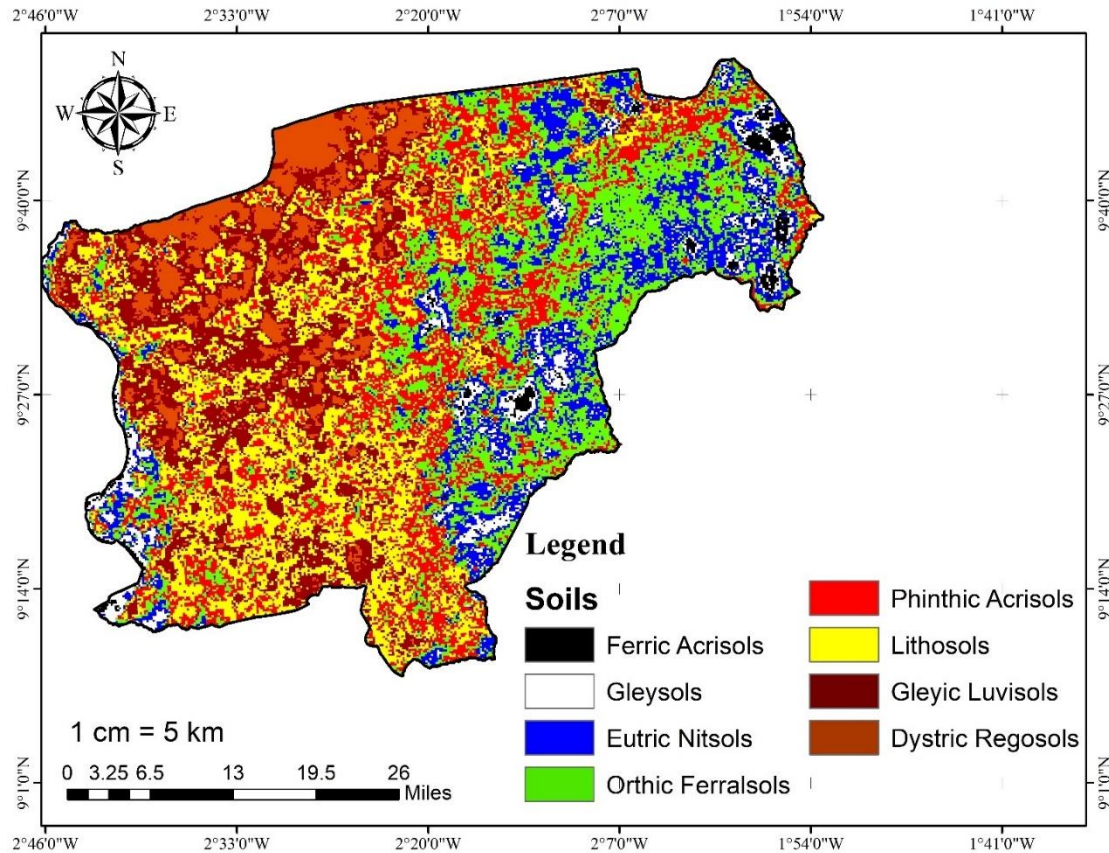 2°46'0"W 2°33'0"W 2°20'0"W 2°70'0"W 1°54'0"W 1°41'0"W
N
W E
S
9°40'0"N 9°40'0"N
9°27'0"N 9°27'0"N
9°14'0"N 9°14'0"N
9°1'0"N 9°1'0"N
Legend
Soils
Ferric Acrisols
Gleysols
Eutric Nitsols
Orthic Ferralsols
Phinthic Acrisols
Lithosols
Gleyic Luvisols
Dystric Regosols
1 cm = 5 km
0 3.25 6.5 13 19.5 26
Miles
2°46'0"W 2°33'0"W 2°20'0"W 2°70'0"W 1°54'0"W 1°41'0"W